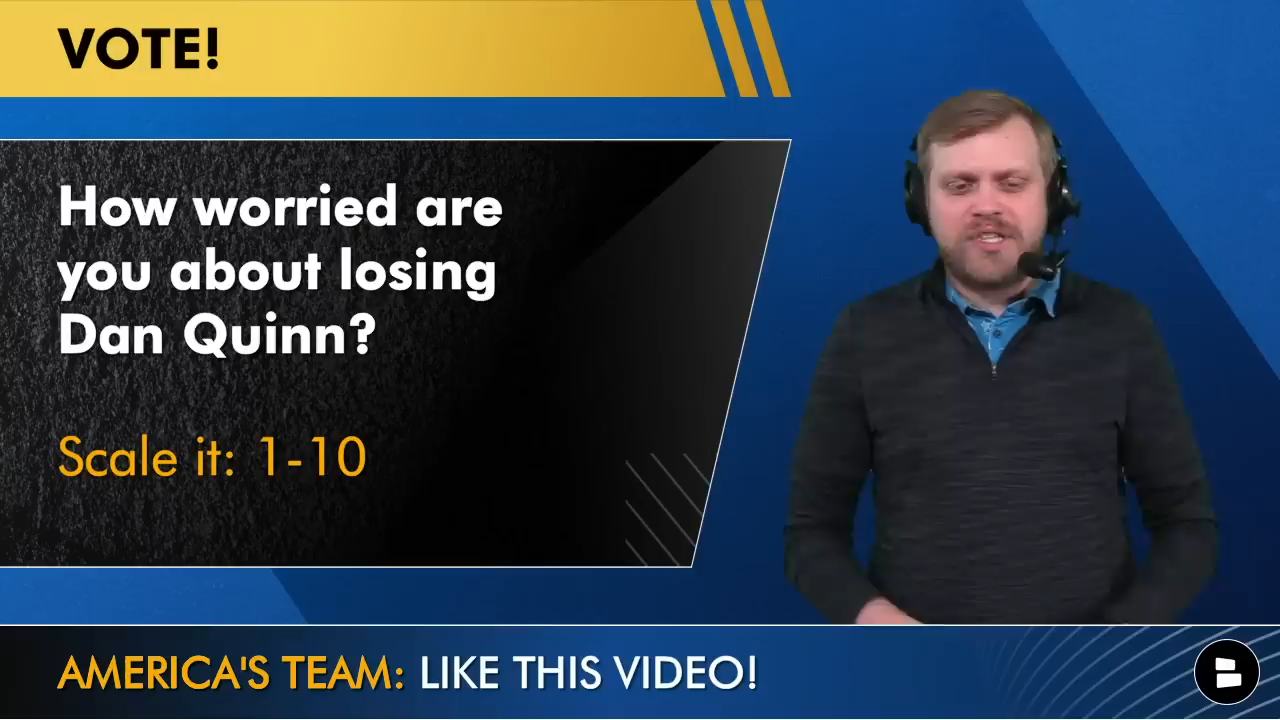 VOTE!
How worried are
you about losing
Dan Quinn?
Scale it: 1-10
AMERICA'S TEAM: LIKE THIS VIDEO!